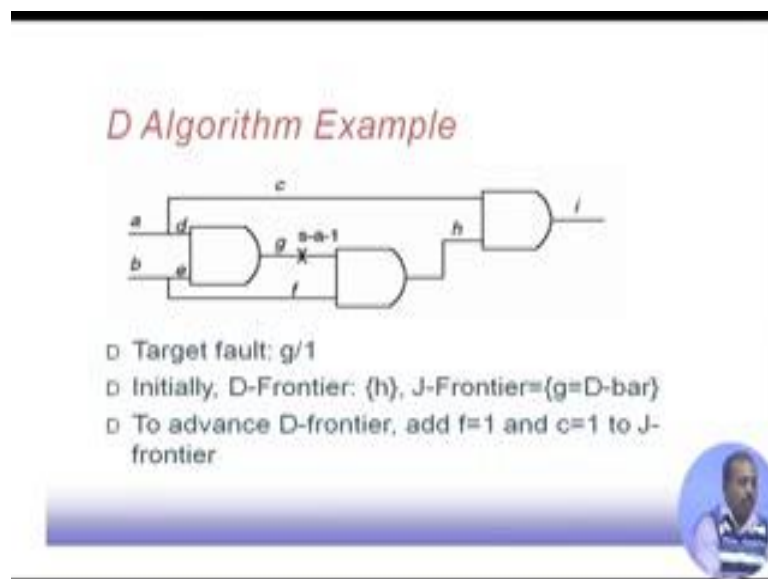 D Algorithm Example
c
a
d
b
e
g
s-a-1
f
h
i
D Target fault: g/1
D Initially, D-Frontier: {h}, J-Frontier={g=D-bar}
D To advance D-frontier, add f=1 and c=1 to J-
frontier